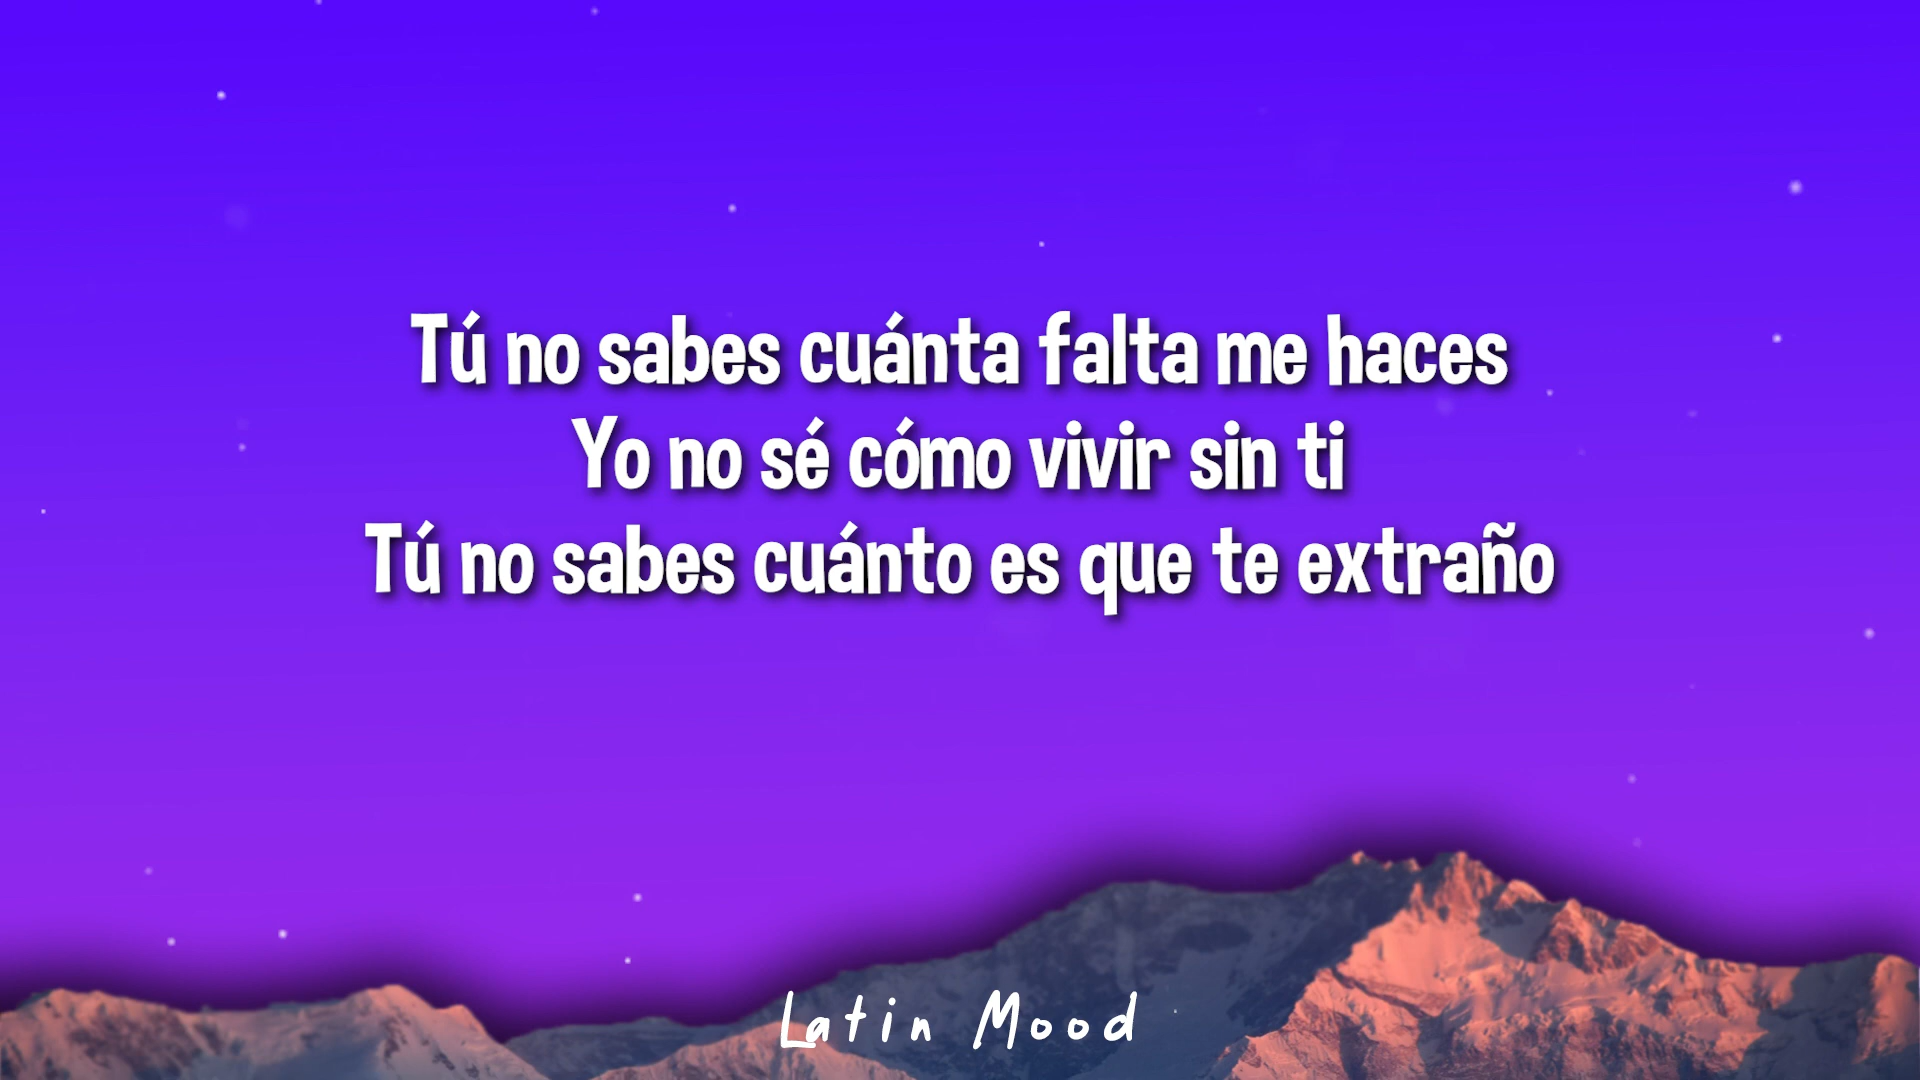 Tú no sabes cuánta falta me haces
Yo no sé cómo vivir sin ti
Tú no sabes cuánto es que te extraño
Latin Mood